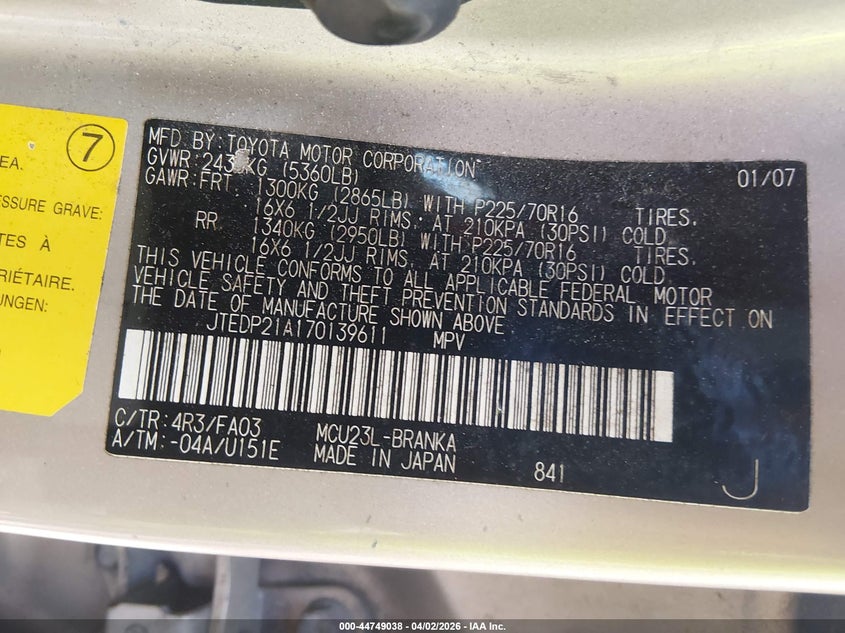 7
EA.
ESSURE GRAVE:
TES À
RIÉTAIRE.
UNGEN:
MFD BY: TOYOTA MOTOR CORPORATION 01/07
(5360LB)
GAWR: FRT 1300KG (2865LB) WITH P225/70R16 TIRES,
16X6 1/2JJ RIMS, AT 210KPA (30PSI) COLD
RR 1340KG (2950LB) WITH P225/70R16 TIRES,
16X6 1/2JJ RIMS, AT 210KPA (30PSI) COLD
THIS VEHICLE CONFORMS TO ALL APPLICABLE FEDERAL MOTOR
VEHICLE SAFETY AND THEFT PREVENTION STANDARDS IN EFFECT ON
THE DATE OF MANUFACTURE SHOWN ABOVE.
JTEDP21A170139611 MPV
C/TR: 4R3/FA03 MCU23L-BRANKA
A/TM: -04A/U151E MADE IN JAPAN 841 J
000-44749038 - 04/02/2026 - IAA Inc.